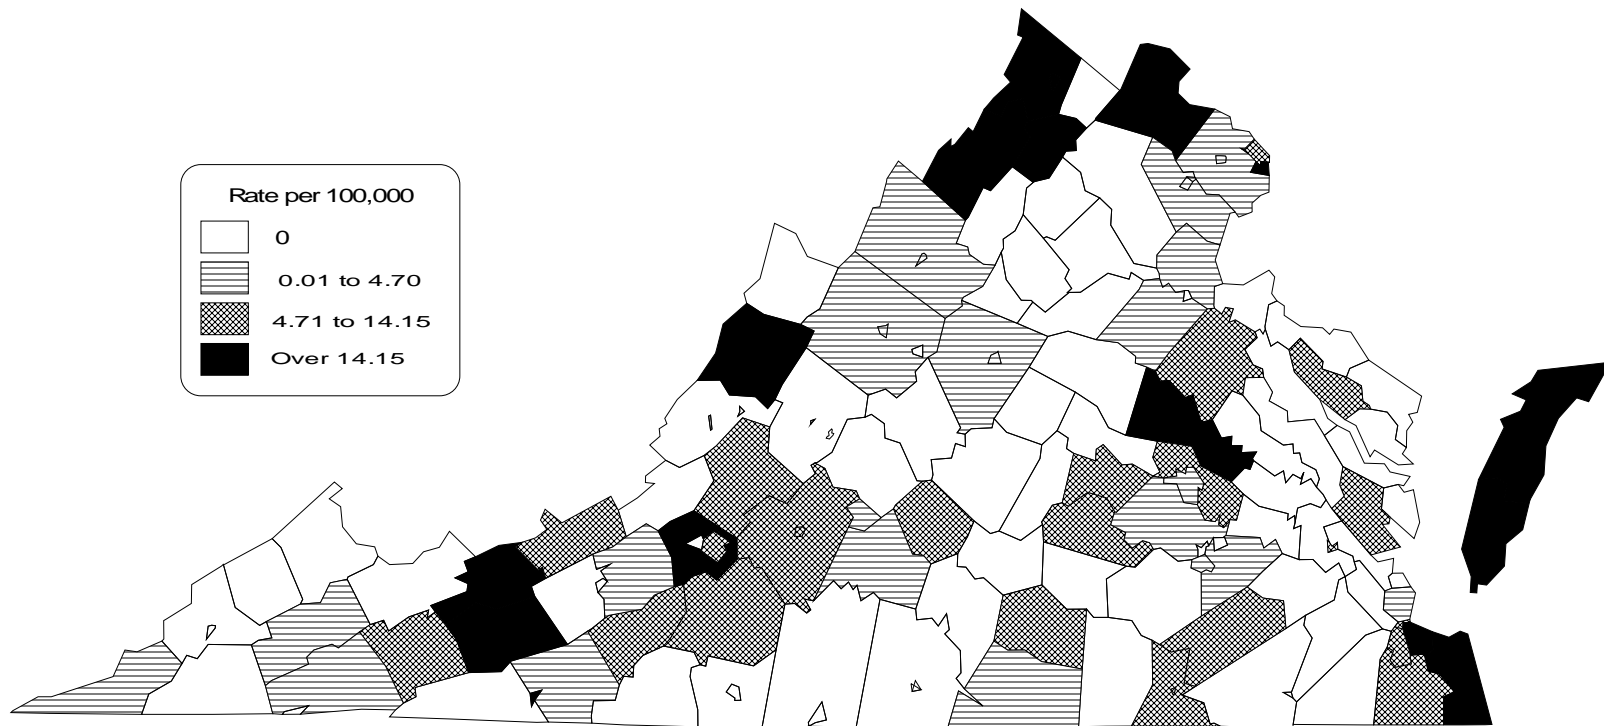 Rate per 100,000
0
0.01 to 4.70
4.71 to 14.15
Over 14.15